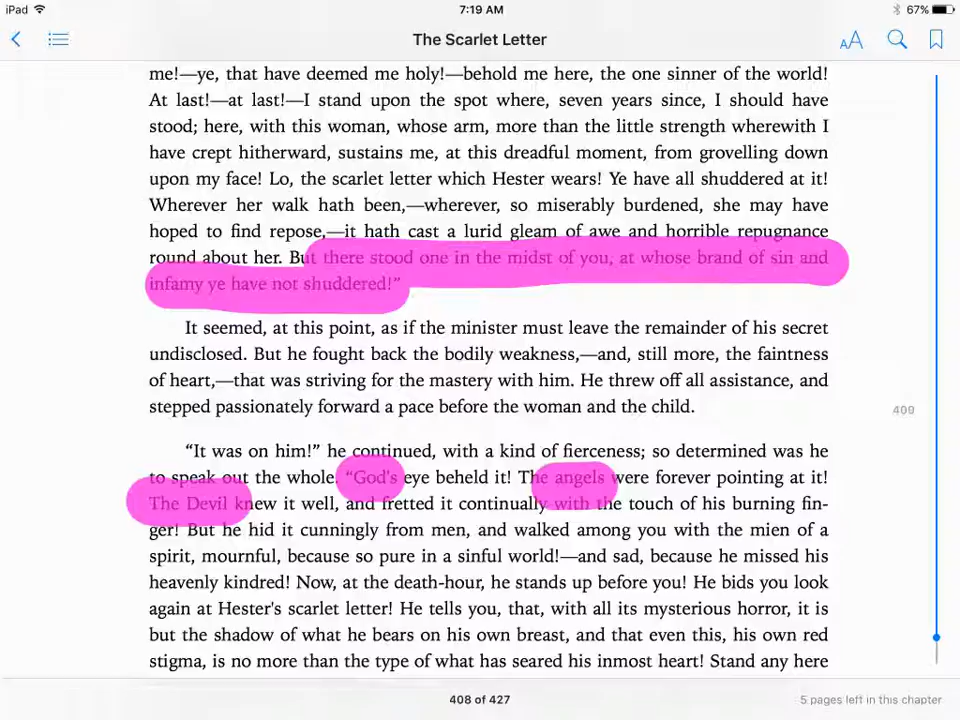 iPad 7:19 AM 67%
The Scarlet Letter AA
me!—ye, that have deemed me holy!—behold me here, the one sinner of the world!
At last!—at last!—I stand upon the spot where, seven years since, I should have
stood; here, with this woman, whose arm, more than the little strength wherewith I
have crept hitherward, sustains me, at this dreadful moment, from grovelling down
upon my face! Lo, the scarlet letter which Hester wears! Ye have all shuddered at it!
Wherever her walk hath been,—wherever, so miserably burdened, she may have
hoped to find repose,—it hath cast a lurid gleam of awe and horrible repugnance
round about her. But there stood one in the midst of you, at whose brand of sin and
infamy ye have not shuddered!”
It seemed, at this point, as if the minister must leave the remainder of his secret
undisclosed. But he fought back the bodily weakness,—and, still more, the faintness
of heart,—that was striving for the mastery with him. He threw off all assistance, and
stepped passionately forward a pace before the woman and the child.
409
“It was on him!” he continued, with a kind of fierceness; so determined was he
to speak out the whole. “God's eye beheld it! The angels were forever pointing at it!
The Devil knew it well, and fretted it continually with the touch of his burning fin-
ger! But he hid it cunningly from men, and walked among you with the mien of a
spirit, mournful, because so pure in a sinful world!—and sad, because he missed his
heavenly kindred! Now, at the death-hour, he stands up before you! He bids you look
again at Hester's scarlet letter! He tells you, that, with all its mysterious horror, it is
but the shadow of what he bears on his own breast, and that even this, his own red
stigma, is no more than the type of what has seared his inmost heart! Stand any here
408 of 427 5 pages left in this chapter